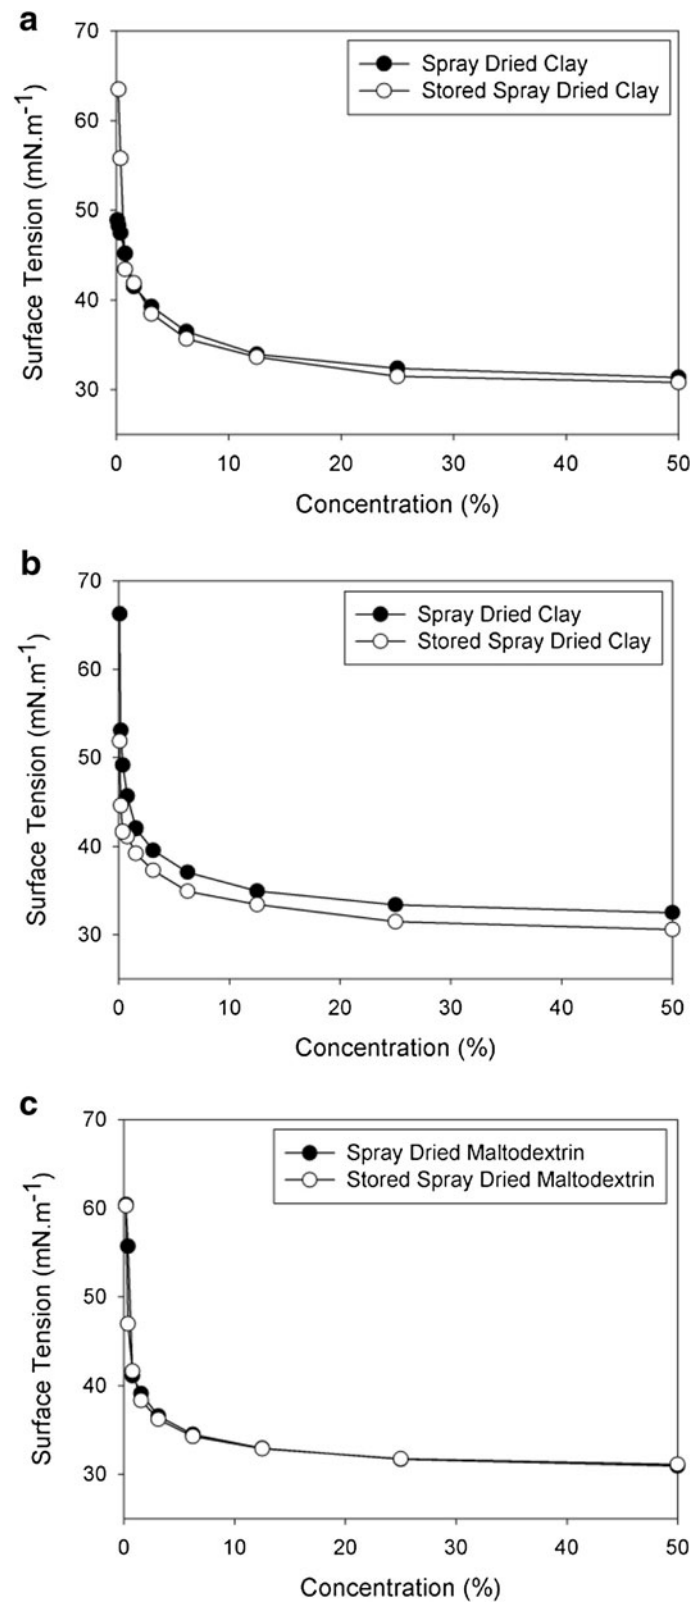 a
70
60
50
40
30
Surface Tension (mN.m-1)
Spray Dried Clay
Stored Spray Dried Clay
0 10 20 30 40 50
Concentration (%)
b
70
60
50
40
30
Surface Tension (mN.m-1)
Spray Dried Clay
Stored Spray Dried Clay
0 10 20 30 40 50
Concentration (%)
c
70
60
50
40
30
Surface Tension (mN.m-1)
Spray Dried Maltodextrin
Stored Spray Dried Maltodextrin
0 10 20 30 40 50
Concentration (%)